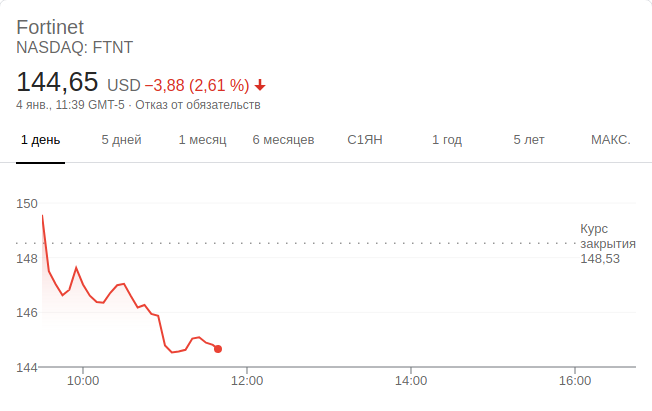 Fortinet
NASDAQ: FTNT
144,65 USD −3,88 (2,61 %)
4 янв., 11:39 GMT-5 · Отказ от обязательств
1 день 5 дней 1 месяц 6 месяцев С1ЯН 1 год 5 лет МАКС.
150
Курс
закрытия
148,53
148
146
144
10:00 12:00 14:00 16:00